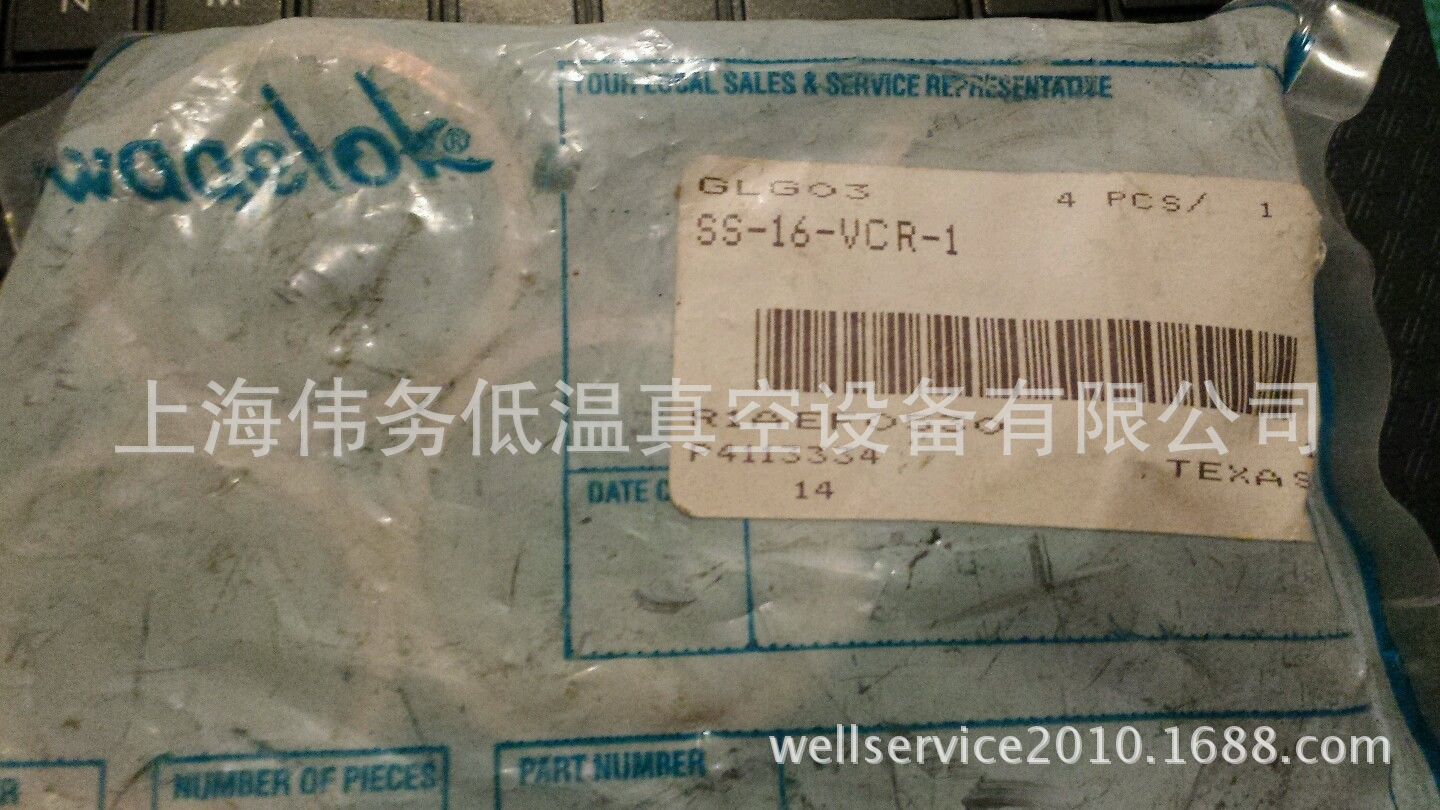 N M
wagelok®
YOUR LOCAL SALES & SERVICE REPRESENTATIVE
GLG03 4 PCS/ 1
SS-16-VCR-1
上海伟务低温真空设备有限公司
F4113334 , TEXAS
14
DATE
wellservice2010.1688.com
NUMBER OF PIECES
PART NUMBER